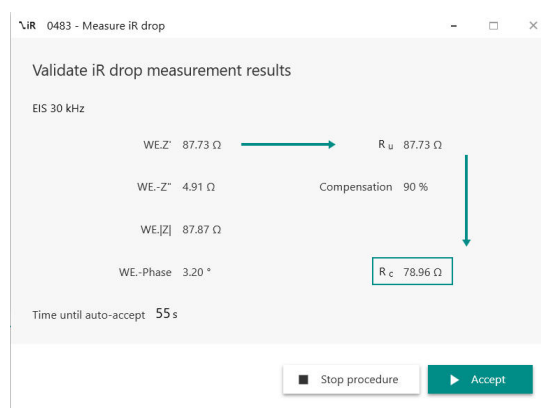 iR 0483 - Measure iR drop
Validate iR drop measurement results
EIS 30 kHz
WE.Z' 87.73 Ω R u 87.73 Ω
WE.-Z" 4.91 Ω Compensation 90 %
WE.|Z| 87.87 Ω
WE.-Phase 3.20 ° R c 78.96 Ω
Time until auto-accept 55 s
Stop procedure Accept